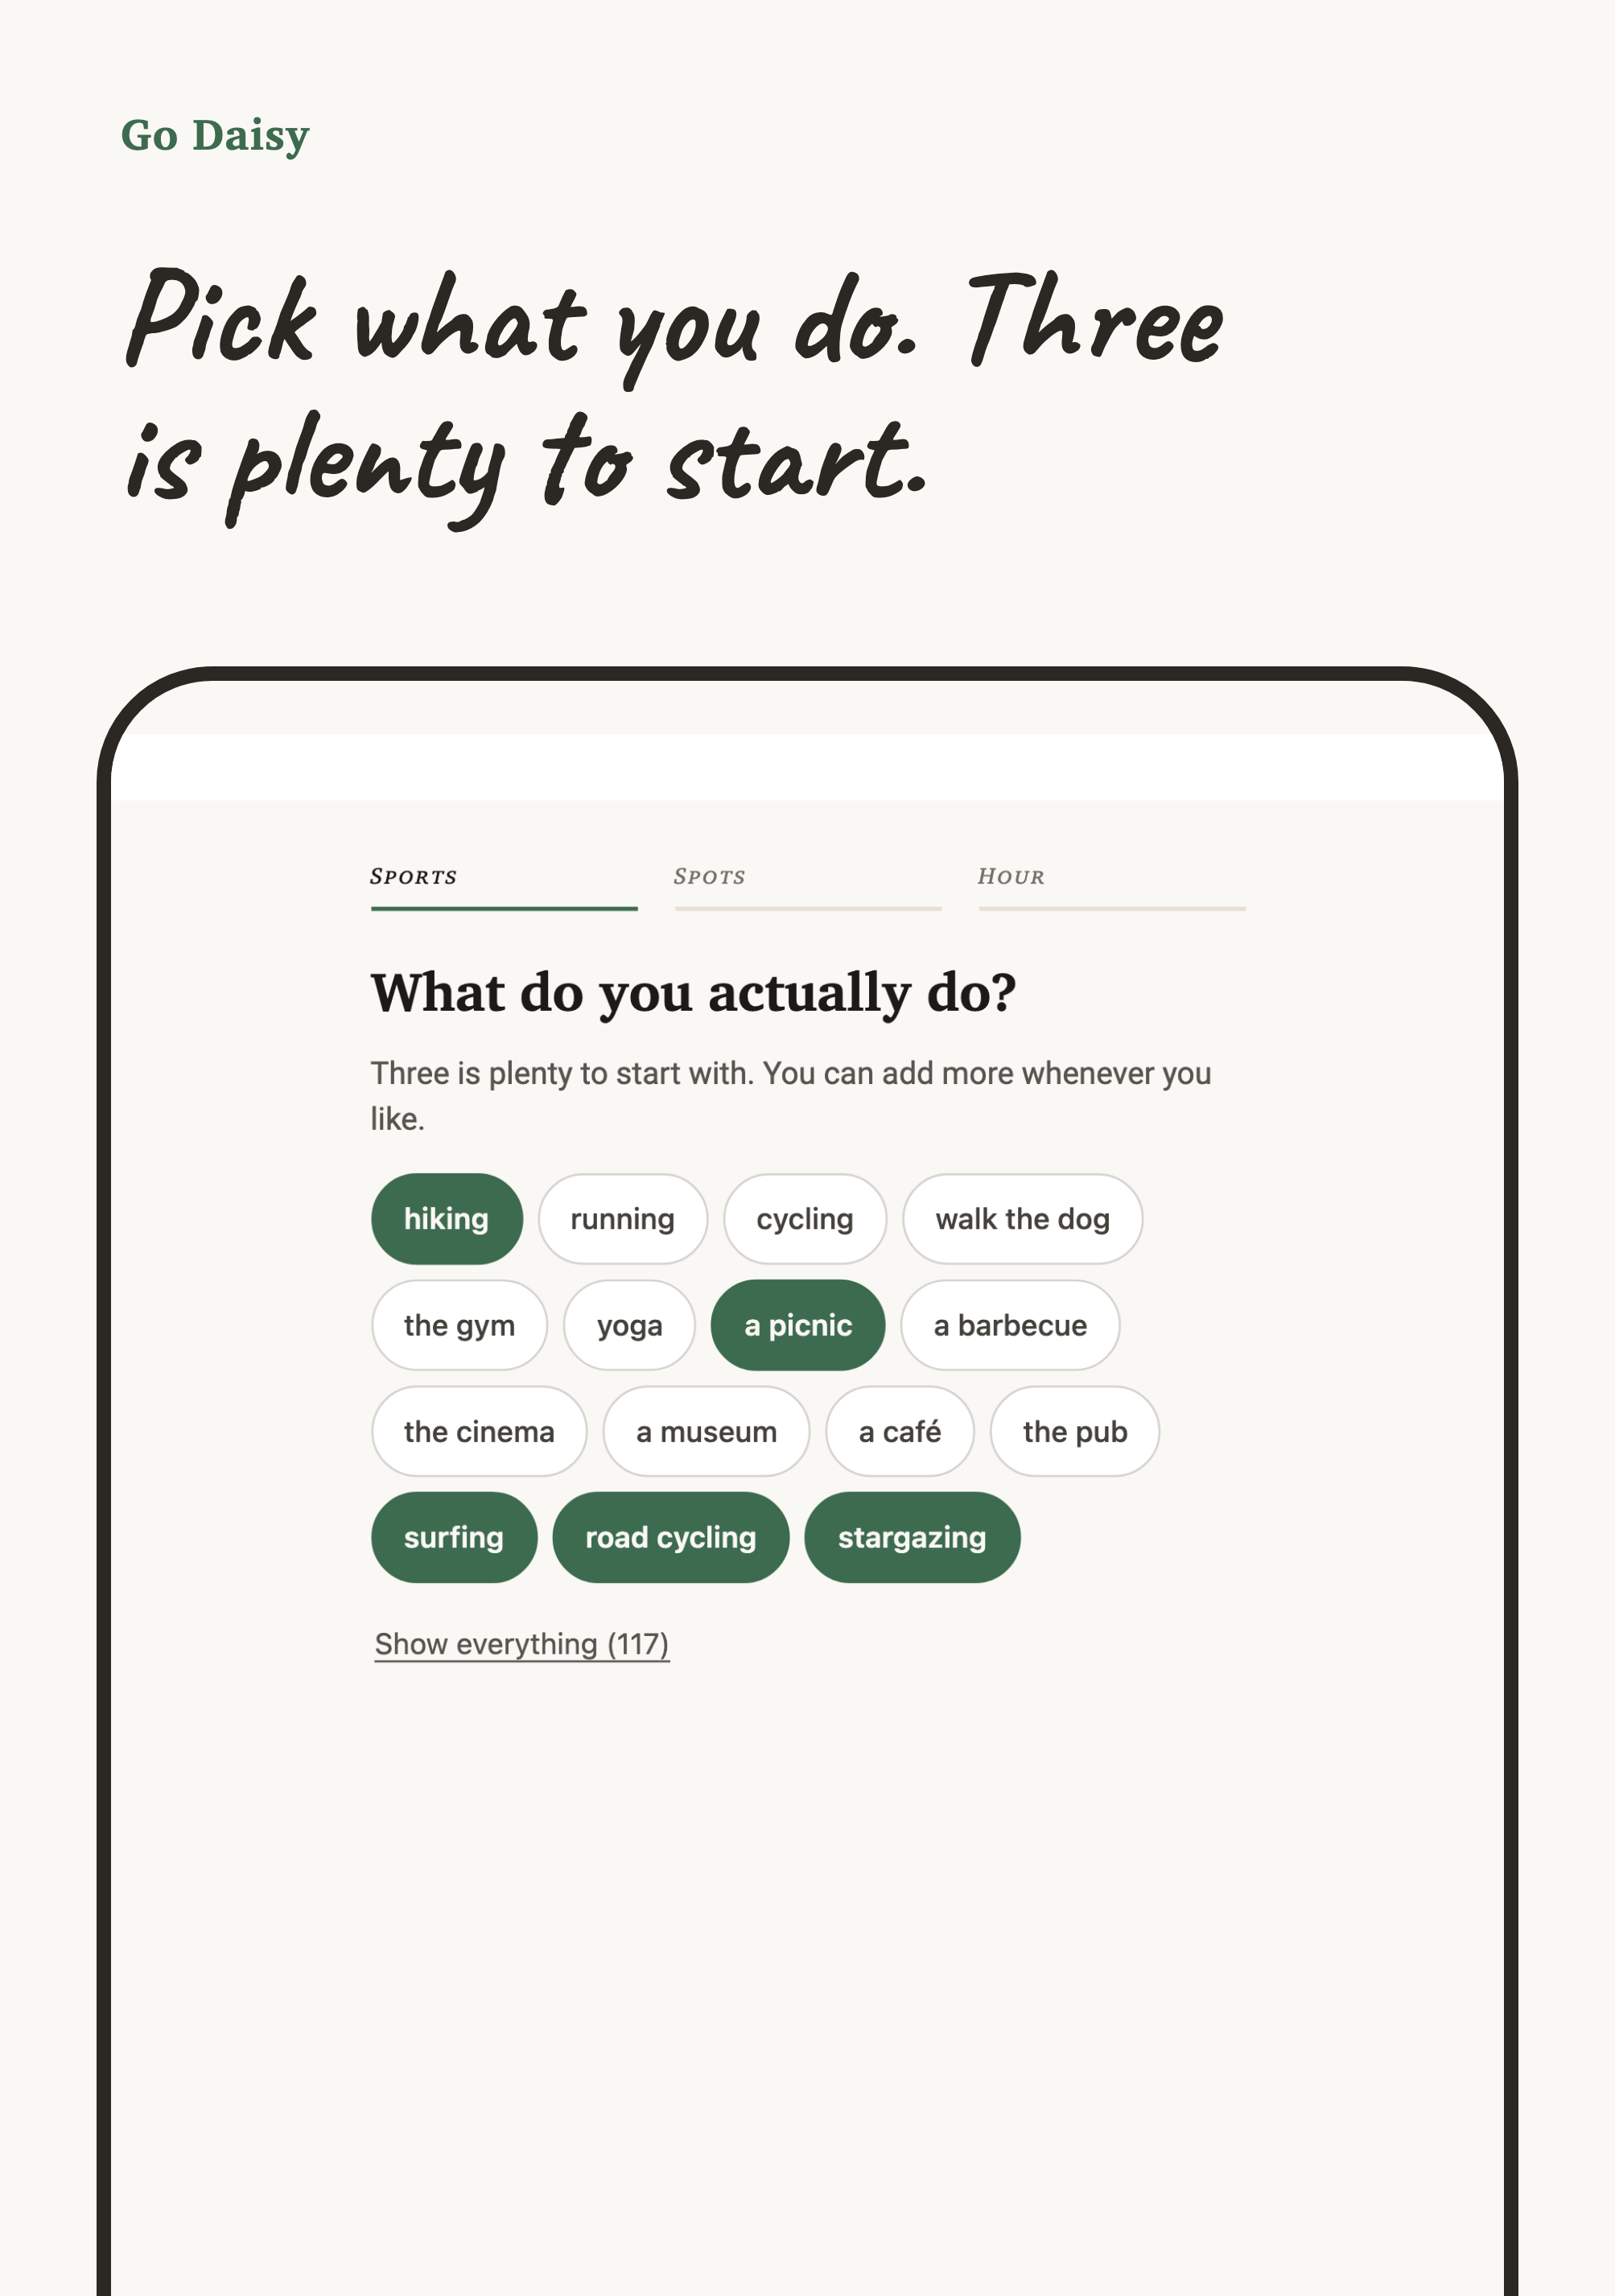 Go Daisy
Pick what you do. Three
is plenty to start.
Sports Spots Hour
What do you actually do?
Three is plenty to start with. You can add more whenever you
like.
hiking running cycling walk the dog
the gym yoga a picnic a barbecue
the cinema a museum a café the pub
surfing road cycling stargazing
Show everything (117)